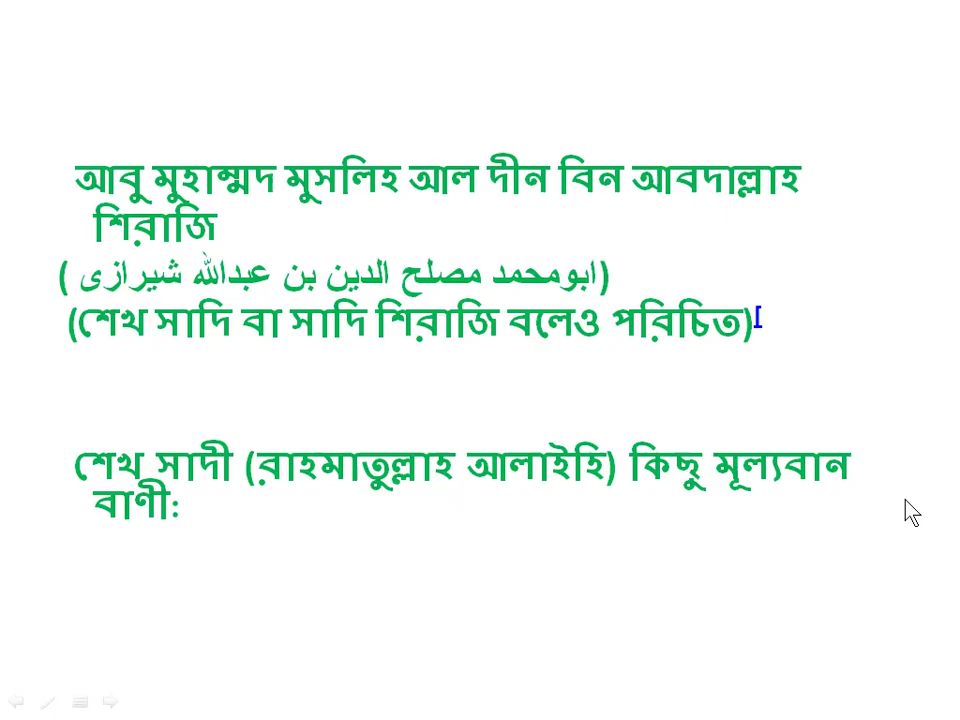 আবু মুহাম্মদ মুসলিহ আল দীন বিন আবদাল্লাহ
শিরাজি
(ابومحمد مصلح الدین بن عبدالله شیرازی )
(শেখ সাদি বা সাদি শিরাজি বলেও পরিচিত)[
শেখ সাদী (রাহমাতুল্লাহ আলাইহি) কিছু মূল্যবান
বাণী: